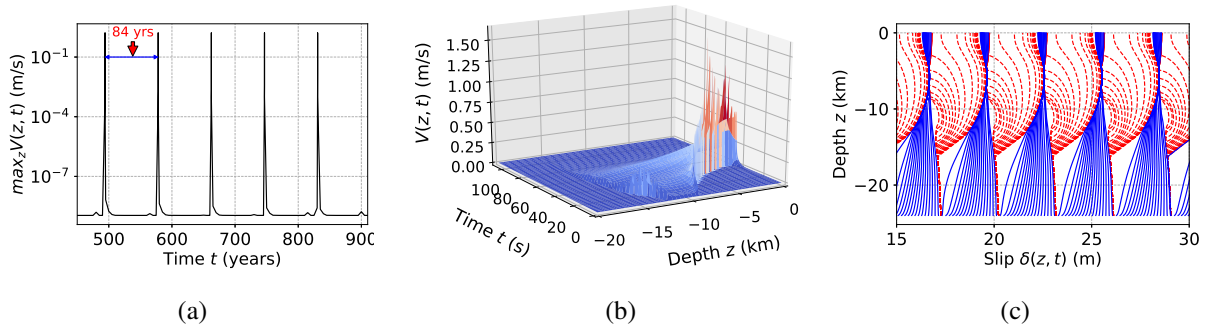 84 yrs
max_z V(z, t) (m/s)
10⁻¹
10⁻⁴
10⁻⁷
500 600 700 800 900
Time t (years)
(a)
V(z, t) (m/s)
1.50
1.25
1.00
0.75
0.50
0.25
0.00
100 80 60 40 20 0
Time t (s)
−20 −15 −10 −5 0
Depth z (km)
(b)
Depth z (km)
0
−10
−20
15 20 25 30
Slip δ(z, t) (m)
(c)